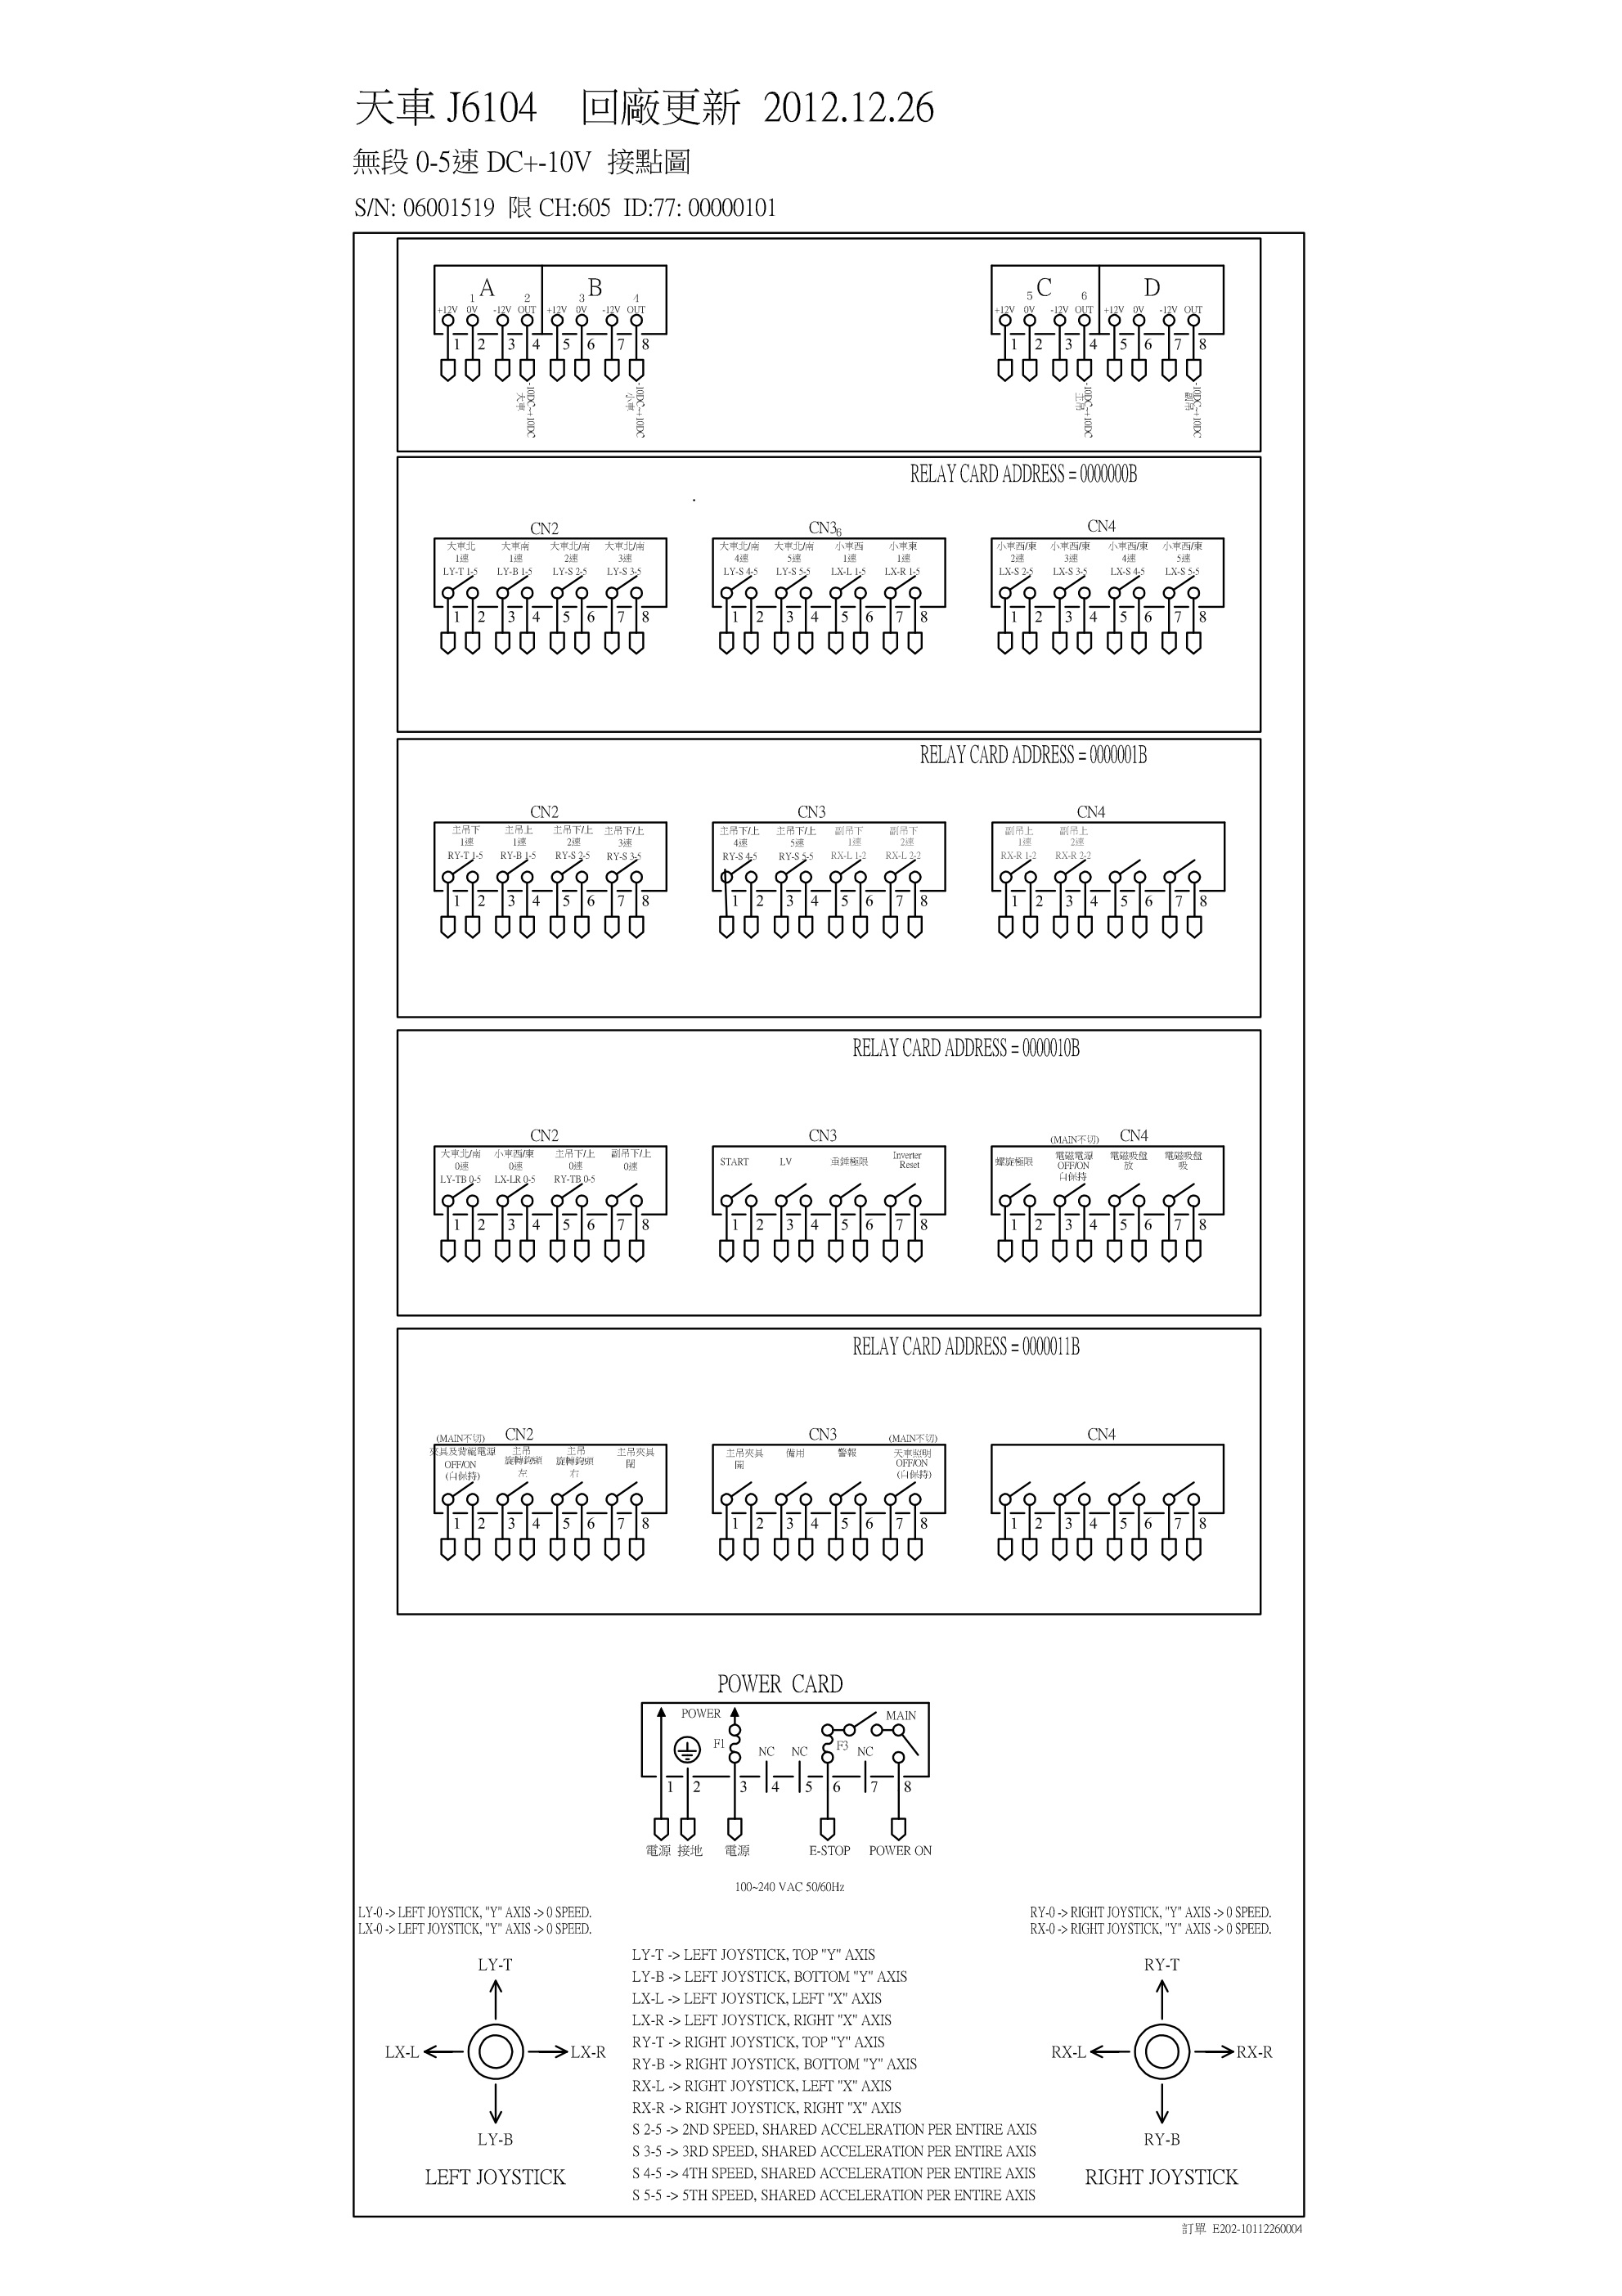 天車 J6104 回廠更新 2012.12.26
無段 0-5速 DC+-10V 接點圖
S/N: 06001519 限 CH:605 ID:77: 00000101
A B C D
1 2 3 4 5 6
+12V 0V -12V OUT +12V 0V -12V OUT +12V 0V -12V OUT +12V 0V -12V OUT
1 2 3 4 5 6 7 8 1 2 3 4 5 6 7 8
-10DC~+10DC -10DC~+10DC -10DC~+10DC -10DC~+10DC
大車 小車 主吊 副吊
RELAY CARD ADDRESS = 0000000B
CN2 CN3 6 CN4
大車北 大車南 大車北/南 大車北/南 大車北/南 大車北/南 小車西 小車東 小車西/東 小車西/東 小車西/東 小車西/東
1速 1速 2速 3速 4速 5速 1速 1速 2速 3速 4速 5速
LY-T 1-5 LY-B 1-5 LY-S 2-5 LY-S 3-5 LY-S 4-5 LY-S 5-5 LX-L 1-5 LX-R 1-5 LX-S 2-5 LX-S 3-5 LX-S 4-5 LX-S 5-5
1 2 3 4 5 6 7 8 1 2 3 4 5 6 7 8 1 2 3 4 5 6 7 8
RELAY CARD ADDRESS = 0000001B
CN2 CN3 CN4
主吊下 主吊上 主吊下/上 主吊下/上 主吊下/上 主吊下/上 副吊下 副吊下 副吊上 副吊上
1速 1速 2速 3速 4速 5速 1速 2速 1速 2速
RY-T 1-5 RY-B 1-5 RY-S 2-5 RY-S 3-5 RY-S 4-5 RY-S 5-5 RX-L 1-2 RX-L 2-2 RX-R 1-2 RX-R 2-2
1 2 3 4 5 6 7 8 1 2 3 4 5 6 7 8 1 2 3 4 5 6 7 8
RELAY CARD ADDRESS = 0000010B
CN2 CN3 (MAIN不切) CN4
大車北/南 小車西/東 主吊下/上 副吊下/上 START LV 重錘極限 Inverter 螺旋極限 電磁電源 電磁吸盤 電磁吸盤
0速 0速 0速 0速 Reset OFF/ON 放 吸
LY-TB 0-5 LX-LR 0-5 RY-TB 0-5 自保持
1 2 3 4 5 6 7 8 1 2 3 4 5 6 7 8 1 2 3 4 5 6 7 8
RELAY CARD ADDRESS = 0000011B
(MAIN不切) CN2 CN3 (MAIN不切) CN4
夾具及背磁電源 主吊 主吊 主吊夾具 主吊夾具 備用 警報 天車照明
OFF/ON 旋轉鉤頭 旋轉鉤頭 閉 開 OFF/ON
(自保持) 左 右 (自保持)
1 2 3 4 5 6 7 8 1 2 3 4 5 6 7 8 1 2 3 4 5 6 7 8
POWER CARD
POWER MAIN
F1 F3
NC NC NC
1 2 3 4 5 6 7 8
電源 接地 電源 E-STOP POWER ON
100~240 VAC 50/60Hz
LY-0 -> LEFT JOYSTICK, "Y" AXIS -> 0 SPEED.
LX-0 -> LEFT JOYSTICK, "Y" AXIS -> 0 SPEED.
RY-0 -> RIGHT JOYSTICK, "Y" AXIS -> 0 SPEED.
RX-0 -> RIGHT JOYSTICK, "Y" AXIS -> 0 SPEED.
LY-T
LX-L LX-R
LY-B
LEFT JOYSTICK
LY-T -> LEFT JOYSTICK, TOP "Y" AXIS
LY-B -> LEFT JOYSTICK, BOTTOM "Y" AXIS
LX-L -> LEFT JOYSTICK, LEFT "X" AXIS
LX-R -> LEFT JOYSTICK, RIGHT "X" AXIS
RY-T -> RIGHT JOYSTICK, TOP "Y" AXIS
RY-B -> RIGHT JOYSTICK, BOTTOM "Y" AXIS
RX-L -> RIGHT JOYSTICK, LEFT "X" AXIS
RX-R -> RIGHT JOYSTICK, RIGHT "X" AXIS
S 2-5 -> 2ND SPEED, SHARED ACCELERATION PER ENTIRE AXIS
S 3-5 -> 3RD SPEED, SHARED ACCELERATION PER ENTIRE AXIS
S 4-5 -> 4TH SPEED, SHARED ACCELERATION PER ENTIRE AXIS
S 5-5 -> 5TH SPEED, SHARED ACCELERATION PER ENTIRE AXIS
RY-T
RX-L RX-R
RY-B
RIGHT JOYSTICK
訂單 E202-10112260004